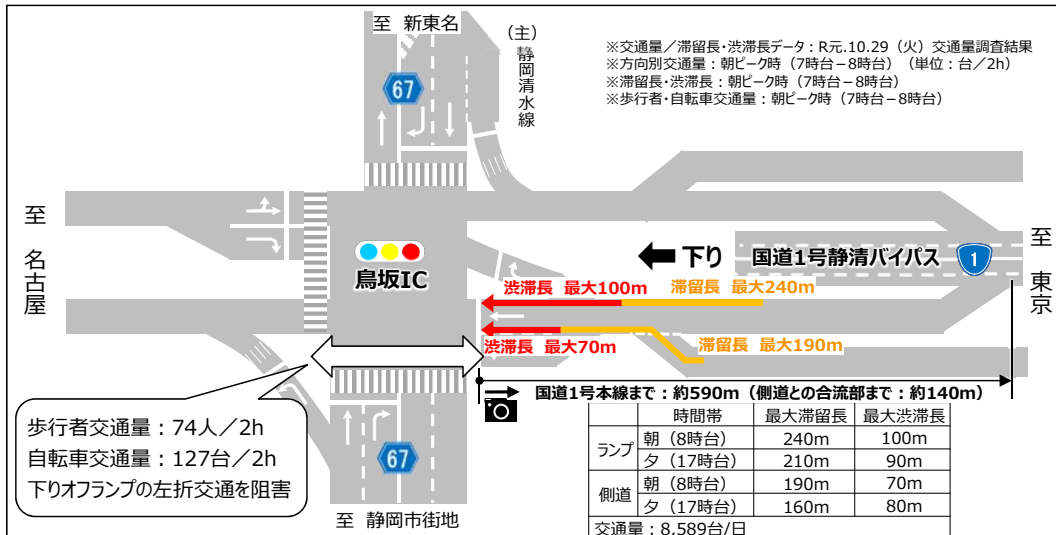 至 新東名
(主)
静岡清水線
67
※交通量／滞留長・渋滞長データ：R元.10.29（火）交通量調査結果
※方向別交通量：朝ピーク時（7時台－8時台）（単位：台／2h）
※滞留長・渋滞長：朝ピーク時（7時台－8時台）
※歩行者・自転車交通量：朝ピーク時（7時台－8時台）
至 名古屋
鳥坂IC
下り 国道1号静清バイパス 1
至 東京
渋滞長 最大100m 滞留長 最大240m
渋滞長 最大70m 滞留長 最大190m
国道1号本線まで：約590m（側道との合流部まで：約140m）
歩行者交通量：74人／2h
自転車交通量：127台／2h
下りオフランプの左折交通を阻害
67
至 静岡市街地
時間帯 最大滞留長 最大渋滞長
ランプ 朝（8時台） 240m 100m
夕（17時台） 210m 90m
側道 朝（8時台） 190m 70m
夕（17時台） 160m 80m
交通量：8,589台/日